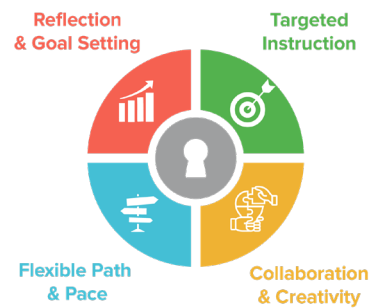 Reflection
& Goal Setting
Targeted
Instruction
Flexible Path
& Pace
Collaboration
& Creativity